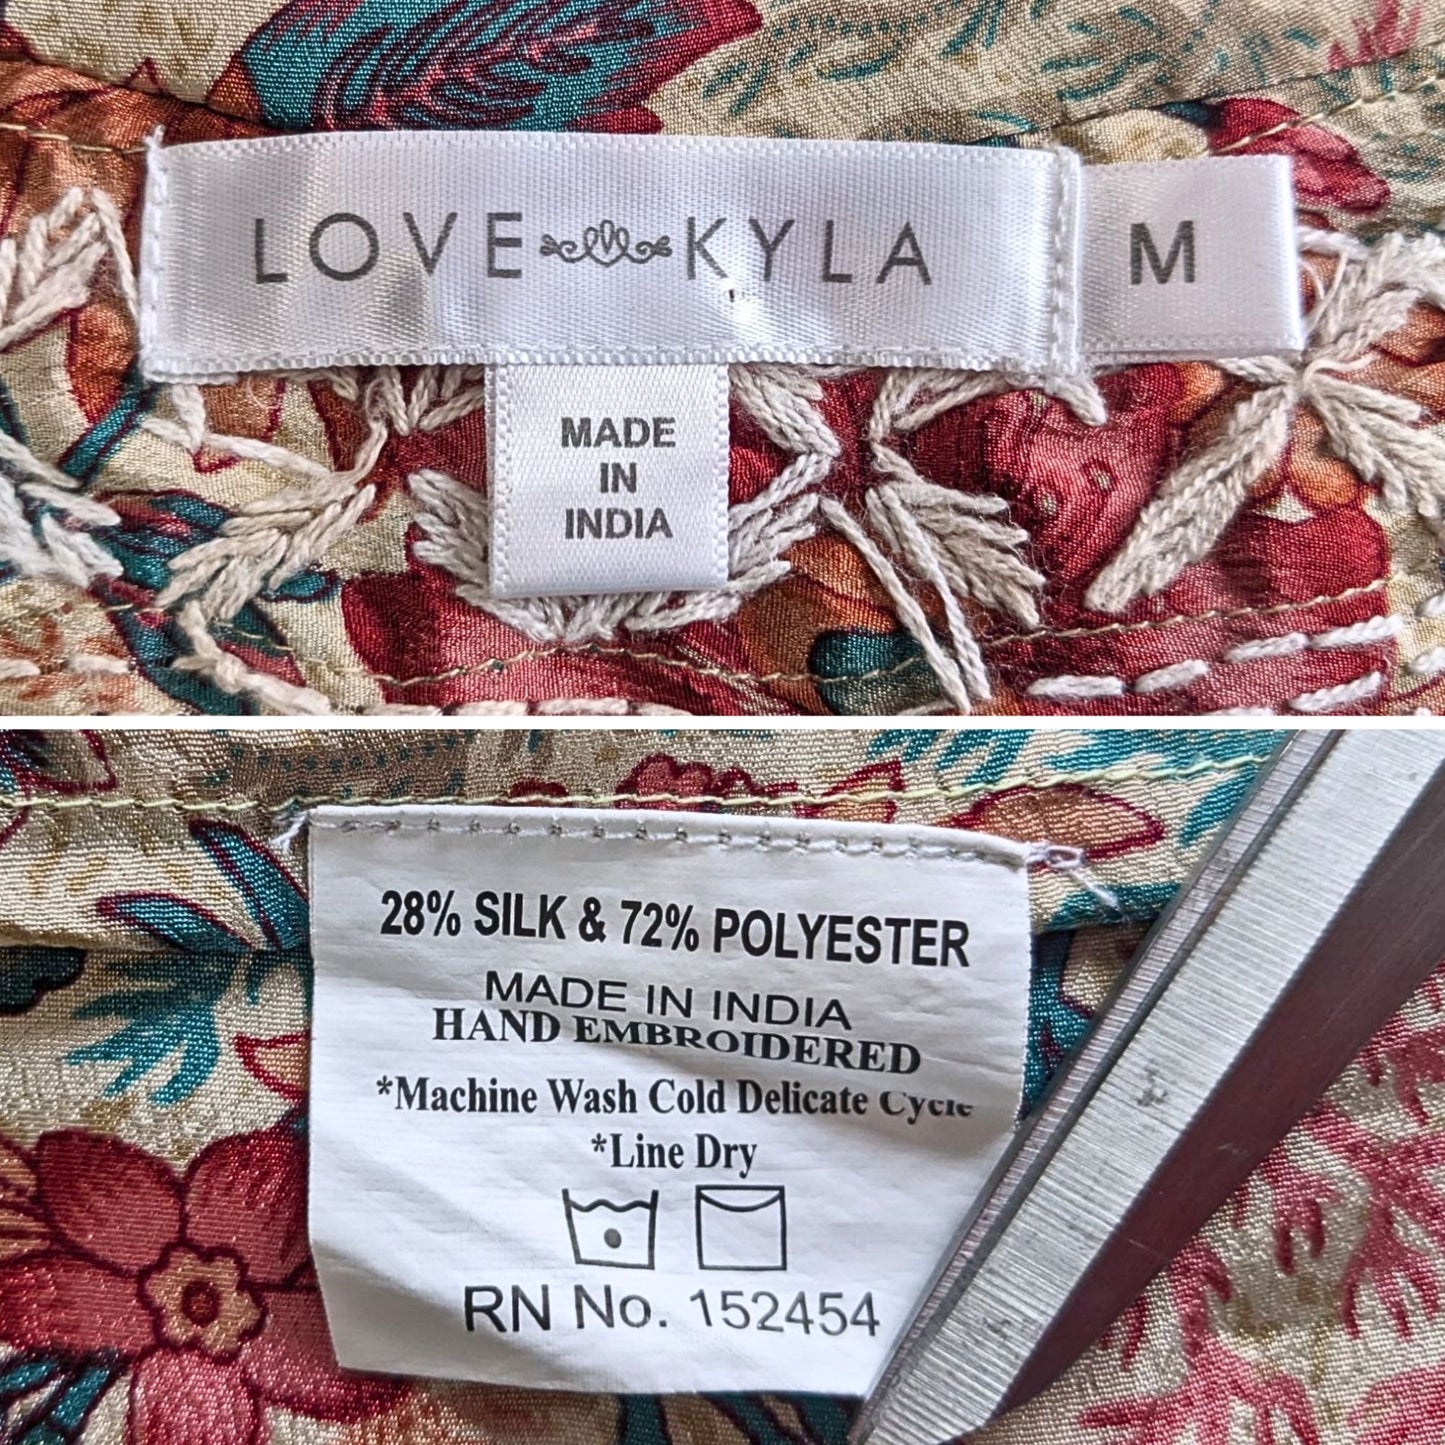 LOVE KYLA M
MADE
IN
INDIA
28% SILK & 72% POLYESTER
MADE IN INDIA
HAND EMBROIDERED
*Machine Wash Cold Delicate Cycle
*Line Dry
RN No. 152454